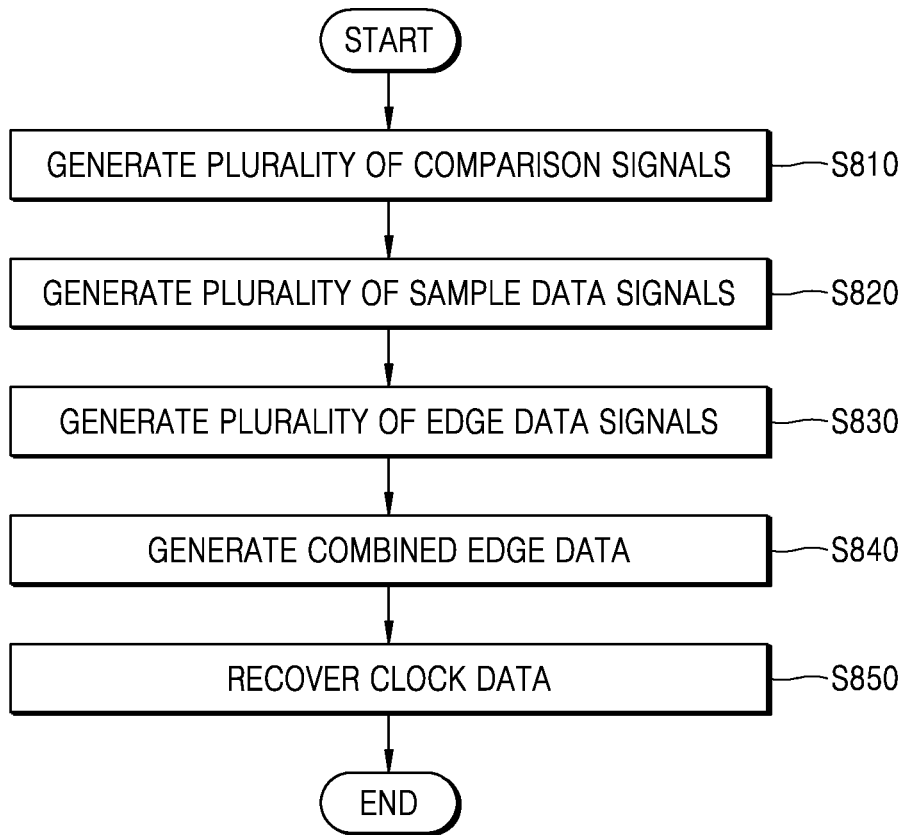 START
GENERATE PLURALITY OF COMPARISON SIGNALS S810
GENERATE PLURALITY OF SAMPLE DATA SIGNALS S820
GENERATE PLURALITY OF EDGE DATA SIGNALS S830
GENERATE COMBINED EDGE DATA S840
RECOVER CLOCK DATA S850
END